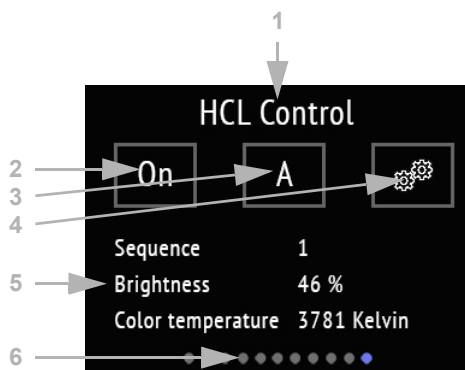 1
HCL Control
2
On
A
3
4
Sequence 1
5
Brightness 46 %
Color temperature 3781 Kelvin
6